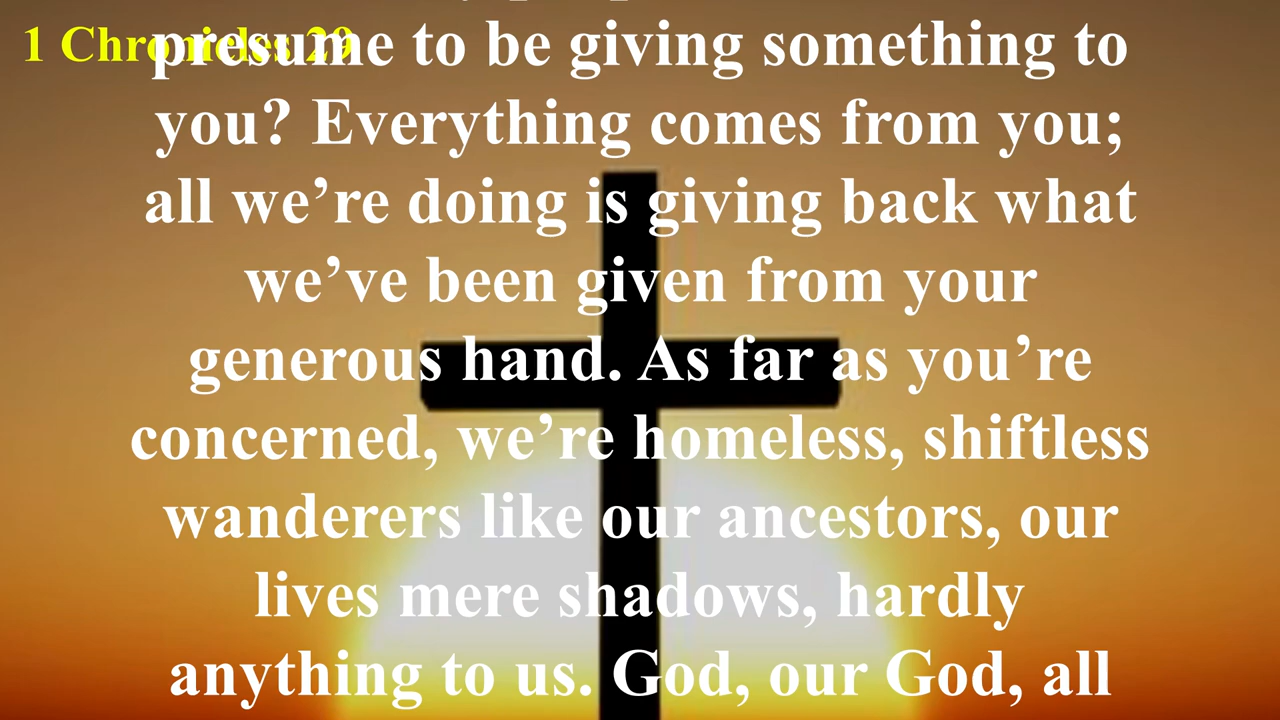 1 Chronicles 29
presume to be giving something to
you? Everything comes from you;
all we’re doing is giving back what
we’ve been given from your
generous hand. As far as you’re
concerned, we’re homeless, shiftless
wanderers like our ancestors, our
lives mere shadows, hardly
anything to us. God, our God, all